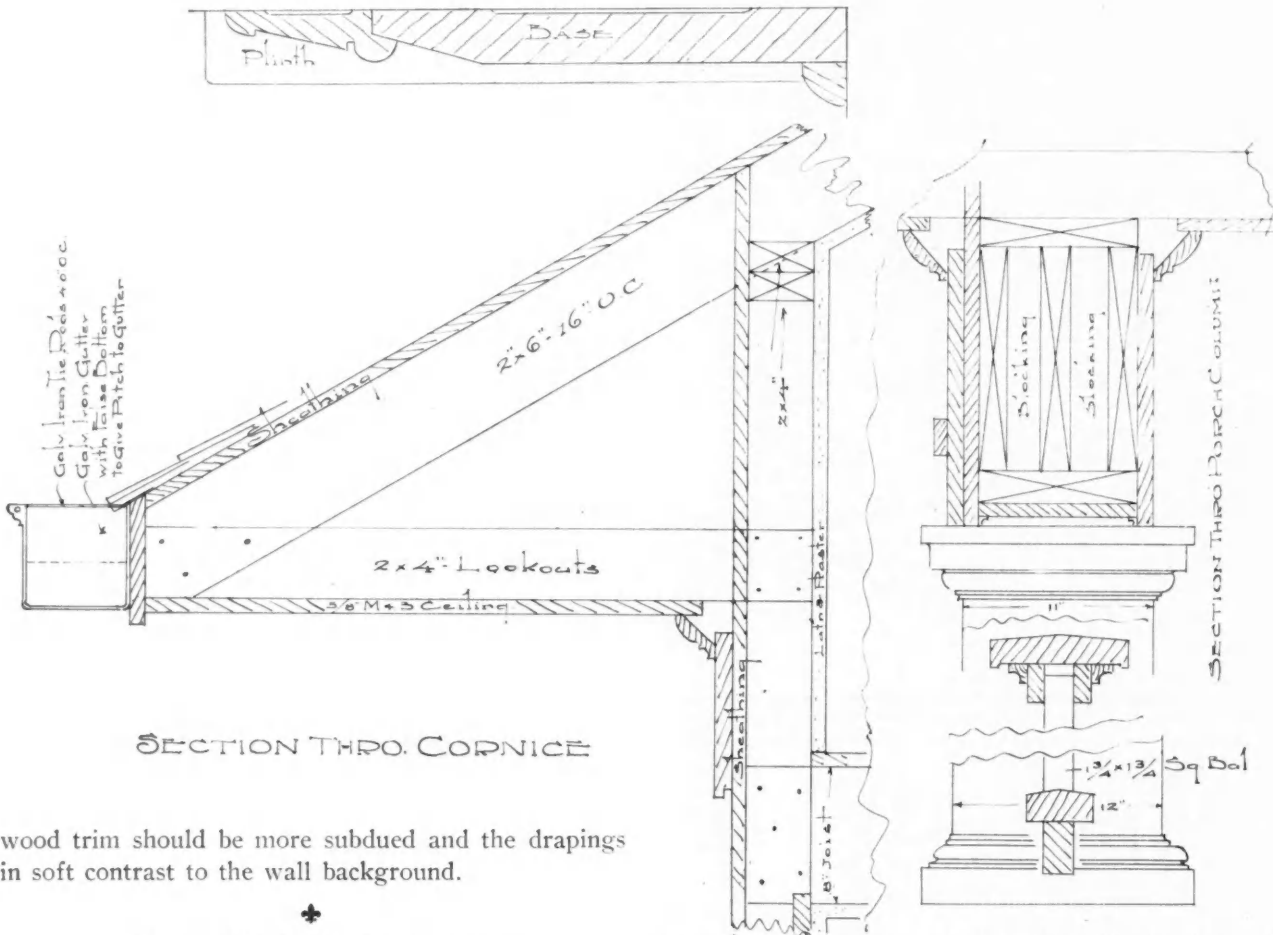 BASE
Plinth
Galv. Iron Tie Rods 4'0" O.C.
Galv. Iron Gutter
with False Bottom
to Give Pitch to Gutter
Sheathing
2"x6"-16" O.C
2x4"
Lath & Plaster
2x4"-Lookouts
Ceiling
Sheathing
8" Joist
SECTION THRO. CORNICE
Blocking
Blocking
SECTION THRO PORCH COLUMN
11"
1 3/4 x 1 3/4 Sq Bal
12"
wood trim should be more subdued and the drapings
in soft contrast to the wall background.